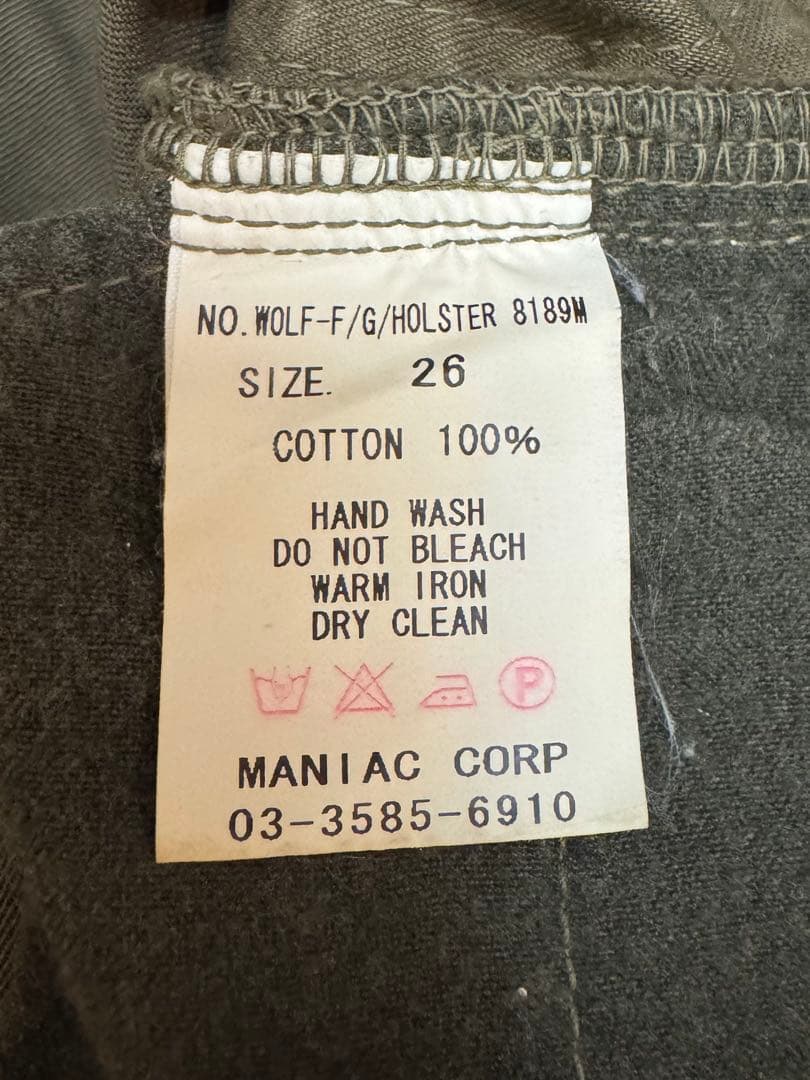 NO.WOLF-F/G/HOLSTER 8189M
SIZE. 26
COTTON 100%
HAND WASH
DO NOT BLEACH
WARM IRON
DRY CLEAN
P
MANIAC CORP
03-3585-6910